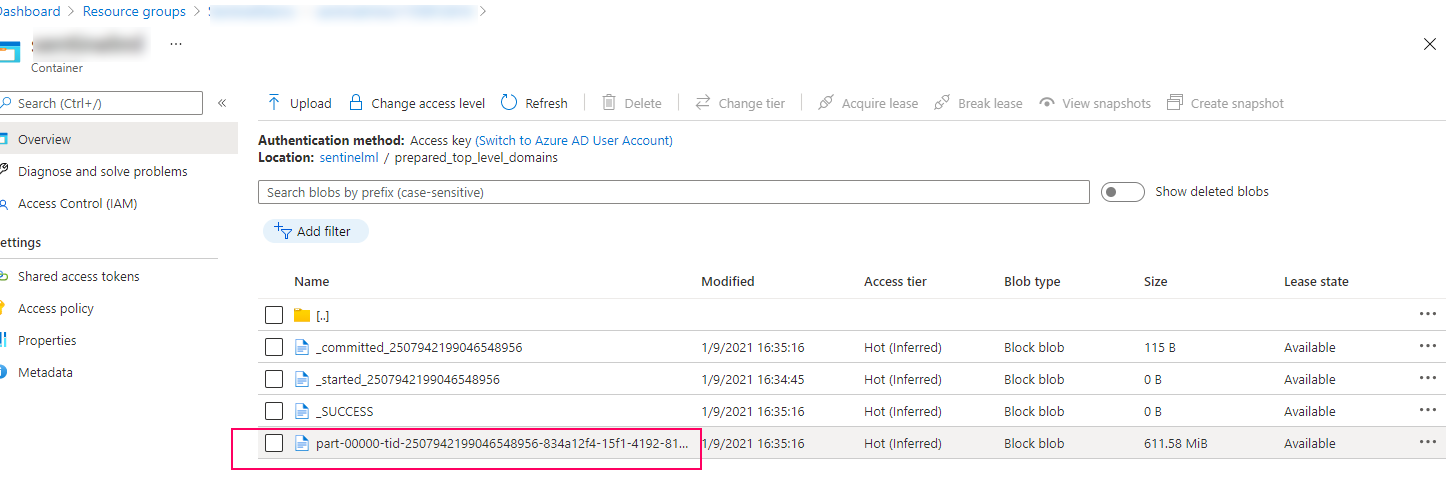 Dashboard > Resource groups > >
...
Container
Search (Ctrl+/) «
Upload Change access level Refresh Delete Change tier Acquire lease Break lease View snapshots Create snapshot
Overview
Diagnose and solve problems
Access Control (IAM)
ettings
Shared access tokens
Access policy
Properties
Metadata
Authentication method: Access key (Switch to Azure AD User Account)
Location: sentinelml / prepared_top_level_domains
Search blobs by prefix (case-sensitive)
Show deleted blobs
Add filter
Name Modified Access tier Blob type Size Lease state
[..] ...
_committed_2507942199046548956 1/9/2021 16:35:16 Hot (Inferred) Block blob 115 B Available ...
_started_2507942199046548956 1/9/2021 16:34:45 Hot (Inferred) Block blob 0 B Available ...
_SUCCESS 1/9/2021 16:35:16 Hot (Inferred) Block blob 0 B Available ...
part-00000-tid-2507942199046548956-834a12f4-15f1-4192-81... 1/9/2021 16:35:16 Hot (Inferred) Block blob 611.58 MiB Available ...